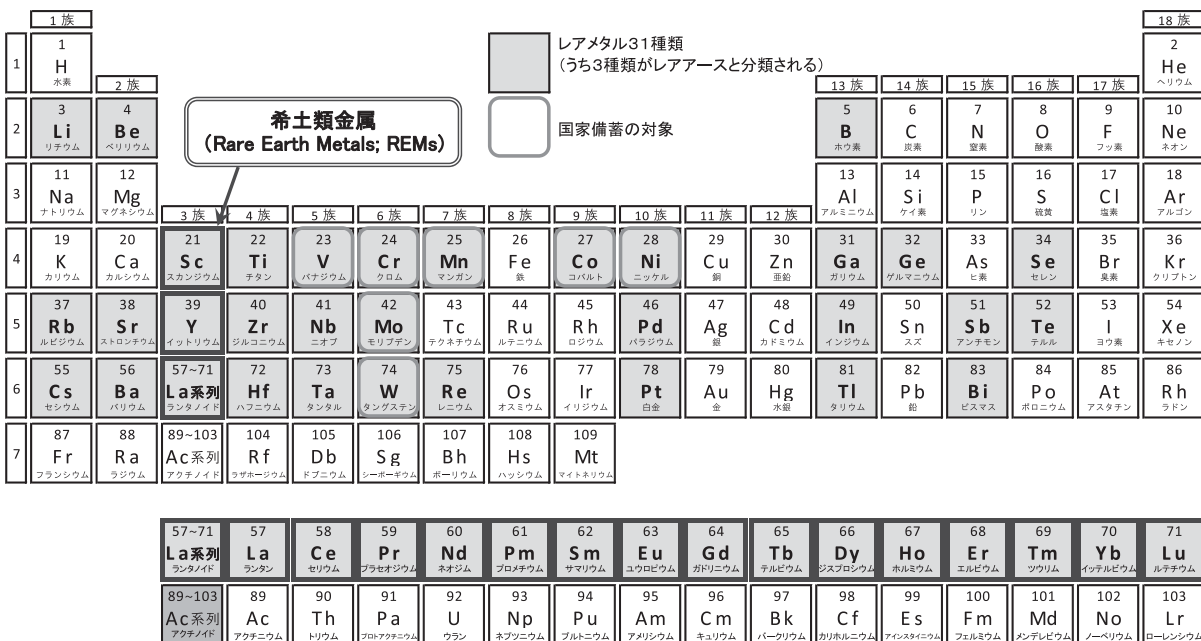 1 族
18 族
1
1
H
水素
2 族
レアメタル31種類
(うち3種類がレアアースと分類される)
13 族
14 族
15 族
16 族
17 族
2
He
ヘリウム
2
3
Li
リチウム
4
Be
ベリリウム
希土類金属
(Rare Earth Metals; REMs)
国家備蓄の対象
5
B
ホウ素
6
C
炭素
7
N
窒素
8
O
酸素
9
F
フッ素
10
Ne
ネオン
3
11
Na
ナトリウム
12
Mg
マグネシウム
3 族
4 族
5 族
6 族
7 族
8 族
9 族
10 族
11 族
12 族
13
Al
アルミニウム
14
Si
ケイ素
15
P
リン
16
S
硫黄
17
Cl
塩素
18
Ar
アルゴン
4
19
K
カリウム
20
Ca
カルシウム
21
Sc
スカンジウム
22
Ti
チタン
23
V
バナジウム
24
Cr
クロム
25
Mn
マンガン
26
Fe
鉄
27
Co
コバルト
28
Ni
ニッケル
29
Cu
銅
30
Zn
亜鉛
31
Ga
ガリウム
32
Ge
ゲルマニウム
33
As
ヒ素
34
Se
セレン
35
Br
臭素
36
Kr
クリプトン
5
37
Rb
ルビジウム
38
Sr
ストロンチウム
39
Y
イットリウム
40
Zr
ジルコニウム
41
Nb
ニオブ
42
Mo
モリブデン
43
Tc
テクネチウム
44
Ru
ルテニウム
45
Rh
ロジウム
46
Pd
パラジウム
47
Ag
銀
48
Cd
カドミウム
49
In
インジウム
50
Sn
スズ
51
Sb
アンチモン
52
Te
テルル
53
I
ヨウ素
54
Xe
キセノン
6
55
Cs
セシウム
56
Ba
バリウム
57~71
La系列
ランタノイド
72
Hf
ハフニウム
73
Ta
タンタル
74
W
タングステン
75
Re
レニウム
76
Os
オスミウム
77
Ir
イリジウム
78
Pt
白金
79
Au
金
80
Hg
水銀
81
Tl
タリウム
82
Pb
鉛
83
Bi
ビスマス
84
Po
ポロニウム
85
At
アスタチン
86
Rh
ラドン
7
87
Fr
フランシウム
88
Ra
ラジウム
89~103
Ac系列
アクチノイド
104
Rf
ラザホージウム
105
Db
ドブニウム
106
Sg
シーボーギウム
107
Bh
ボーリウム
108
Hs
ハッシウム
109
Mt
マイトネリウム
57~71
La系列
ランタノイド
57
La
ランタン
58
Ce
セリウム
59
Pr
プラセオジウム
60
Nd
ネオジム
61
Pm
プロメチウム
62
Sm
サマリウム
63
Eu
ユウロピウム
64
Gd
ガドリニウム
65
Tb
テルビウム
66
Dy
ジスプロシウム
67
Ho
ホルミウム
68
Er
エルビウム
69
Tm
ツウリム
70
Yb
イッテルビウム
71
Lu
ルテチウム
89~103
Ac系列
アクチノイド
89
Ac
アクチニウム
90
Th
トリウム
91
Pa
プロトアクチニウム
92
U
ウラン
93
Np
ネプツニウム
94
Pu
プルトニウム
95
Am
アメリシウム
96
Cm
キュリウム
97
Bk
バークリウム
98
Cf
カリホルニウム
99
Es
アインスタイニウム
100
Fm
フェルミウム
101
Md
メンデレビウム
102
No
ノーベリウム
103
Lr
ローレンシウム